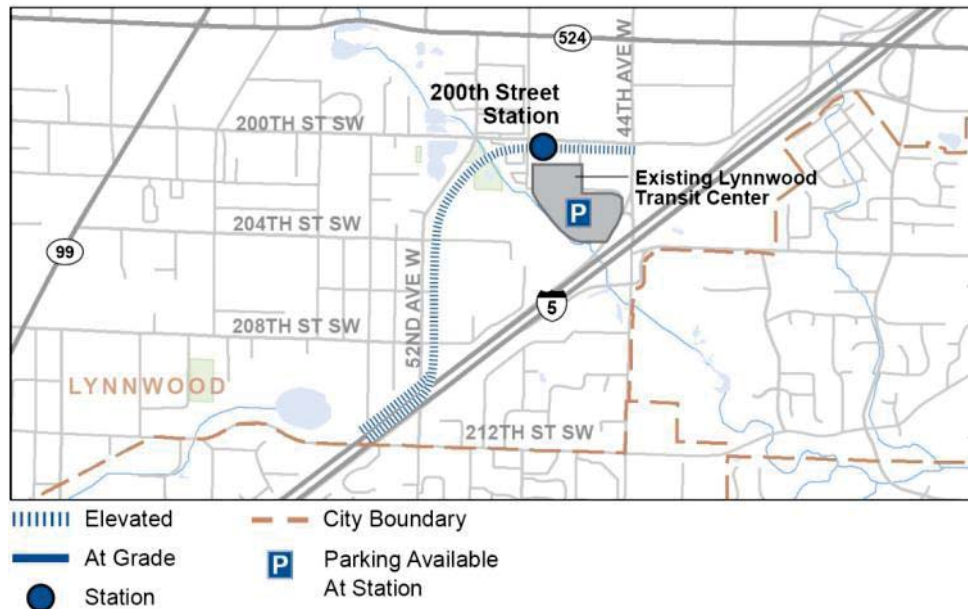 524
200th Street
Station
44TH AVE W
200TH ST SW
Existing Lynnwood
Transit Center
P
204TH ST SW
99
52ND AVE W
5
208TH ST SW
LYNNWOOD
212TH ST SW
Elevated
City Boundary
At Grade
P
Parking Available
At Station
Station